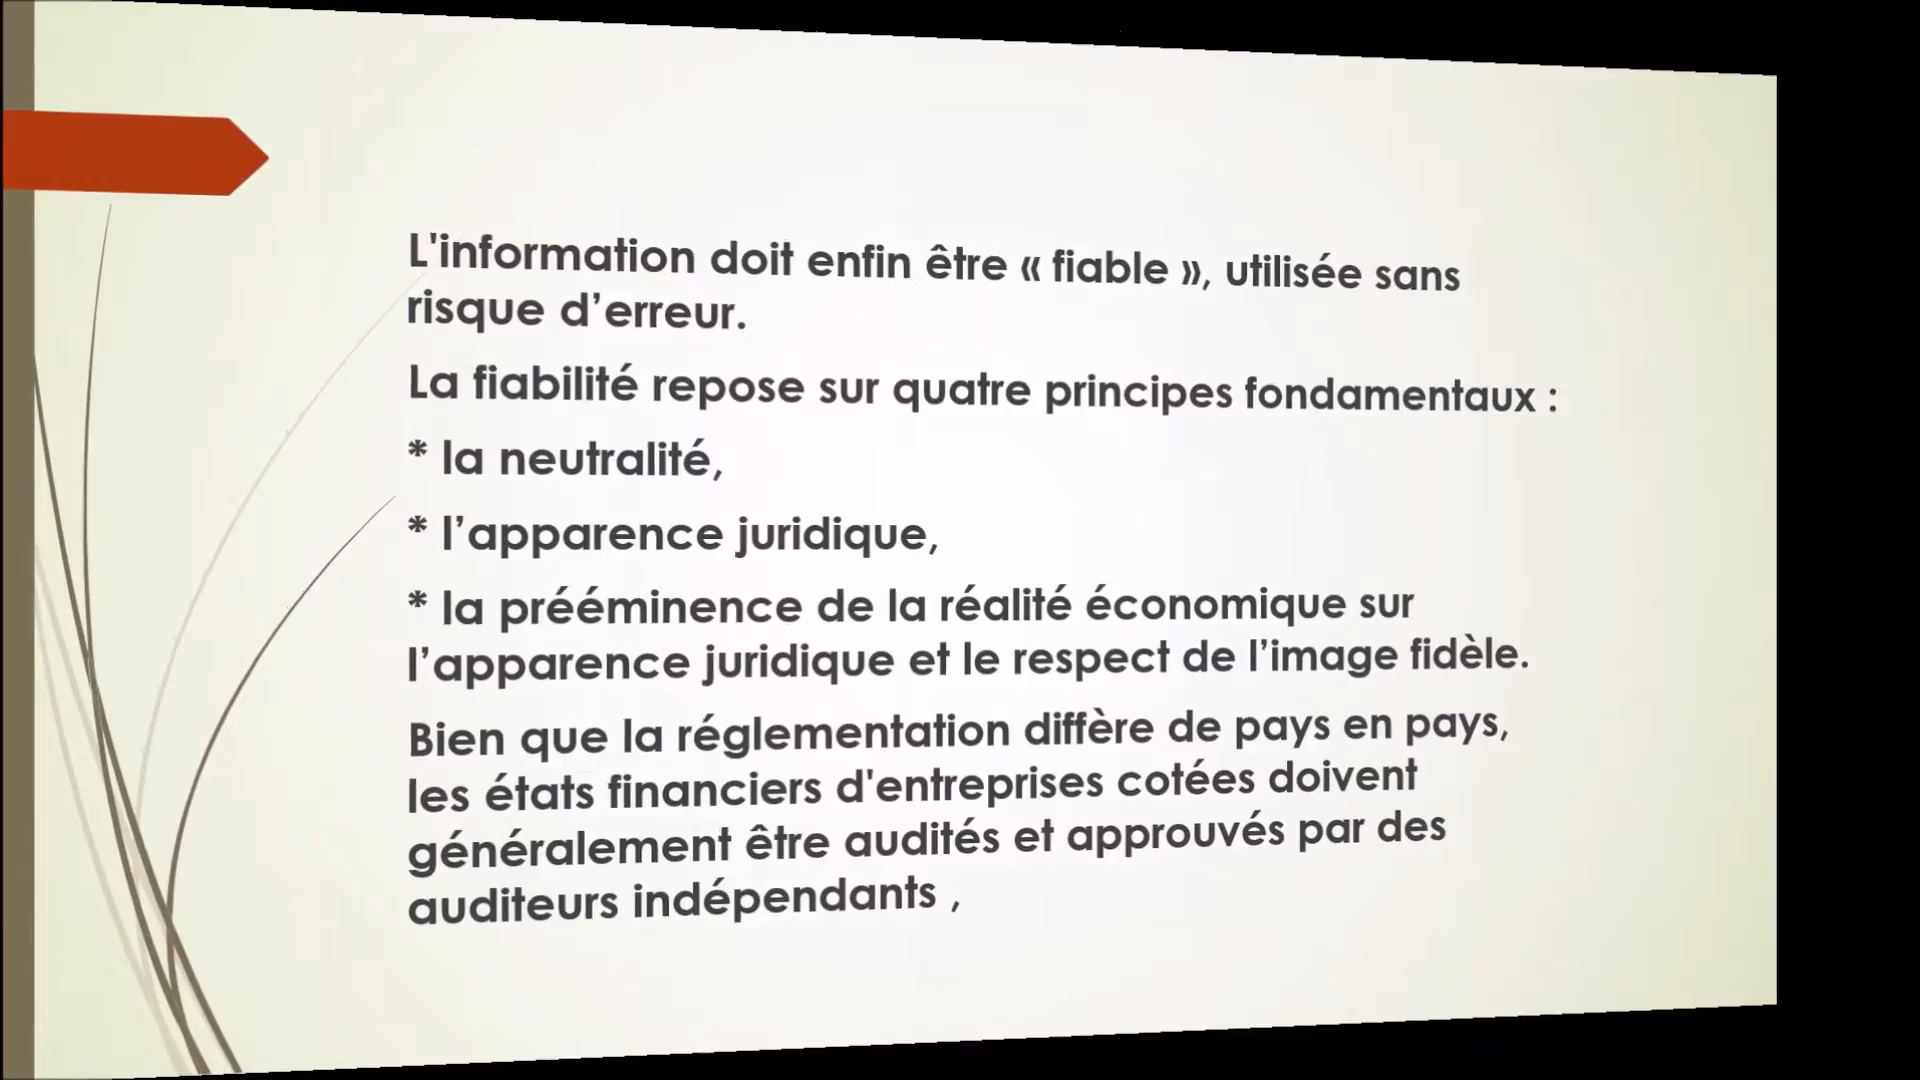 L'information doit enfin être « fiable », utilisée sans
risque d’erreur.
La fiabilité repose sur quatre principes fondamentaux :
* la neutralité,
* l’apparence juridique,
* la prééminence de la réalité économique sur
l’apparence juridique et le respect de l’image fidèle.
Bien que la réglementation diffère de pays en pays,
les états financiers d'entreprises cotées doivent
généralement être audités et approuvés par des
auditeurs indépendants ,